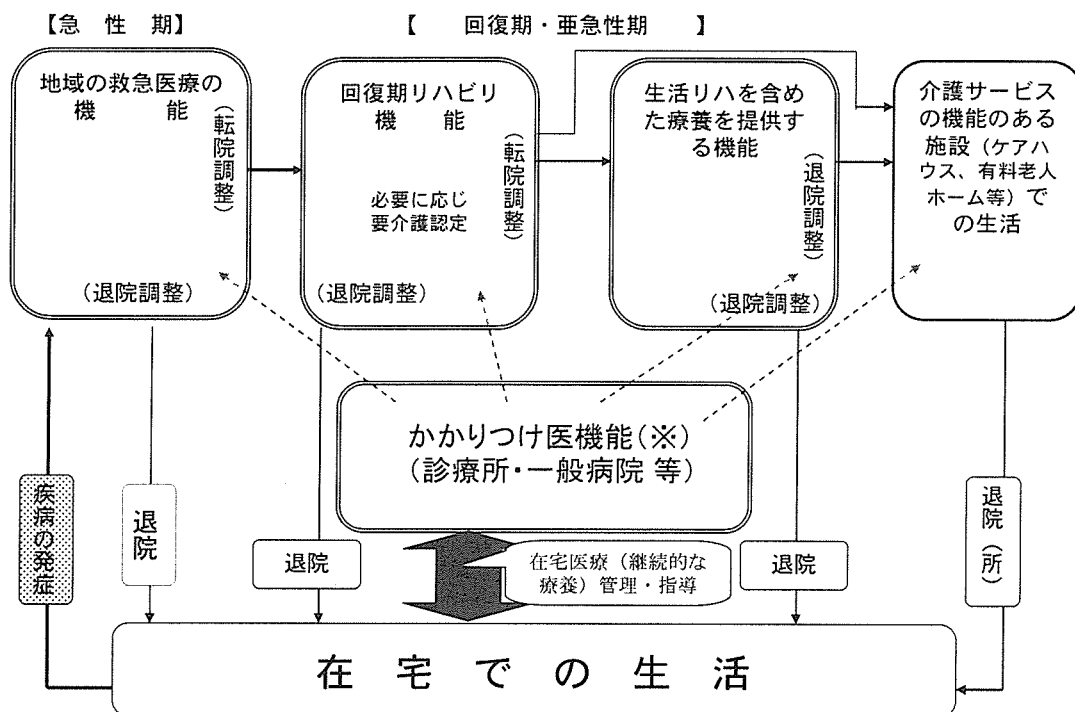 【急 性 期】
【 回復期・亜急性期 】
地域の救急医療の
機 能
(転院調整)
(退院調整)
回復期リハビリ
機 能
必要に応じ
要介護認定
(転院調整)
(退院調整)
生活リハを含め
た療養を提供す
る機能
(退院調整)
(退院調整)
介護サービス
の機能のある
施設(ケアハ
ウス、有料老人
ホーム等)で
の生活
かかりつけ医機能(※)
(診療所・一般病院 等)
疾病の発症
退院
退院
在宅医療(継続的な
療養)管理・指導
退院
退院(所)
在 宅 で の 生 活